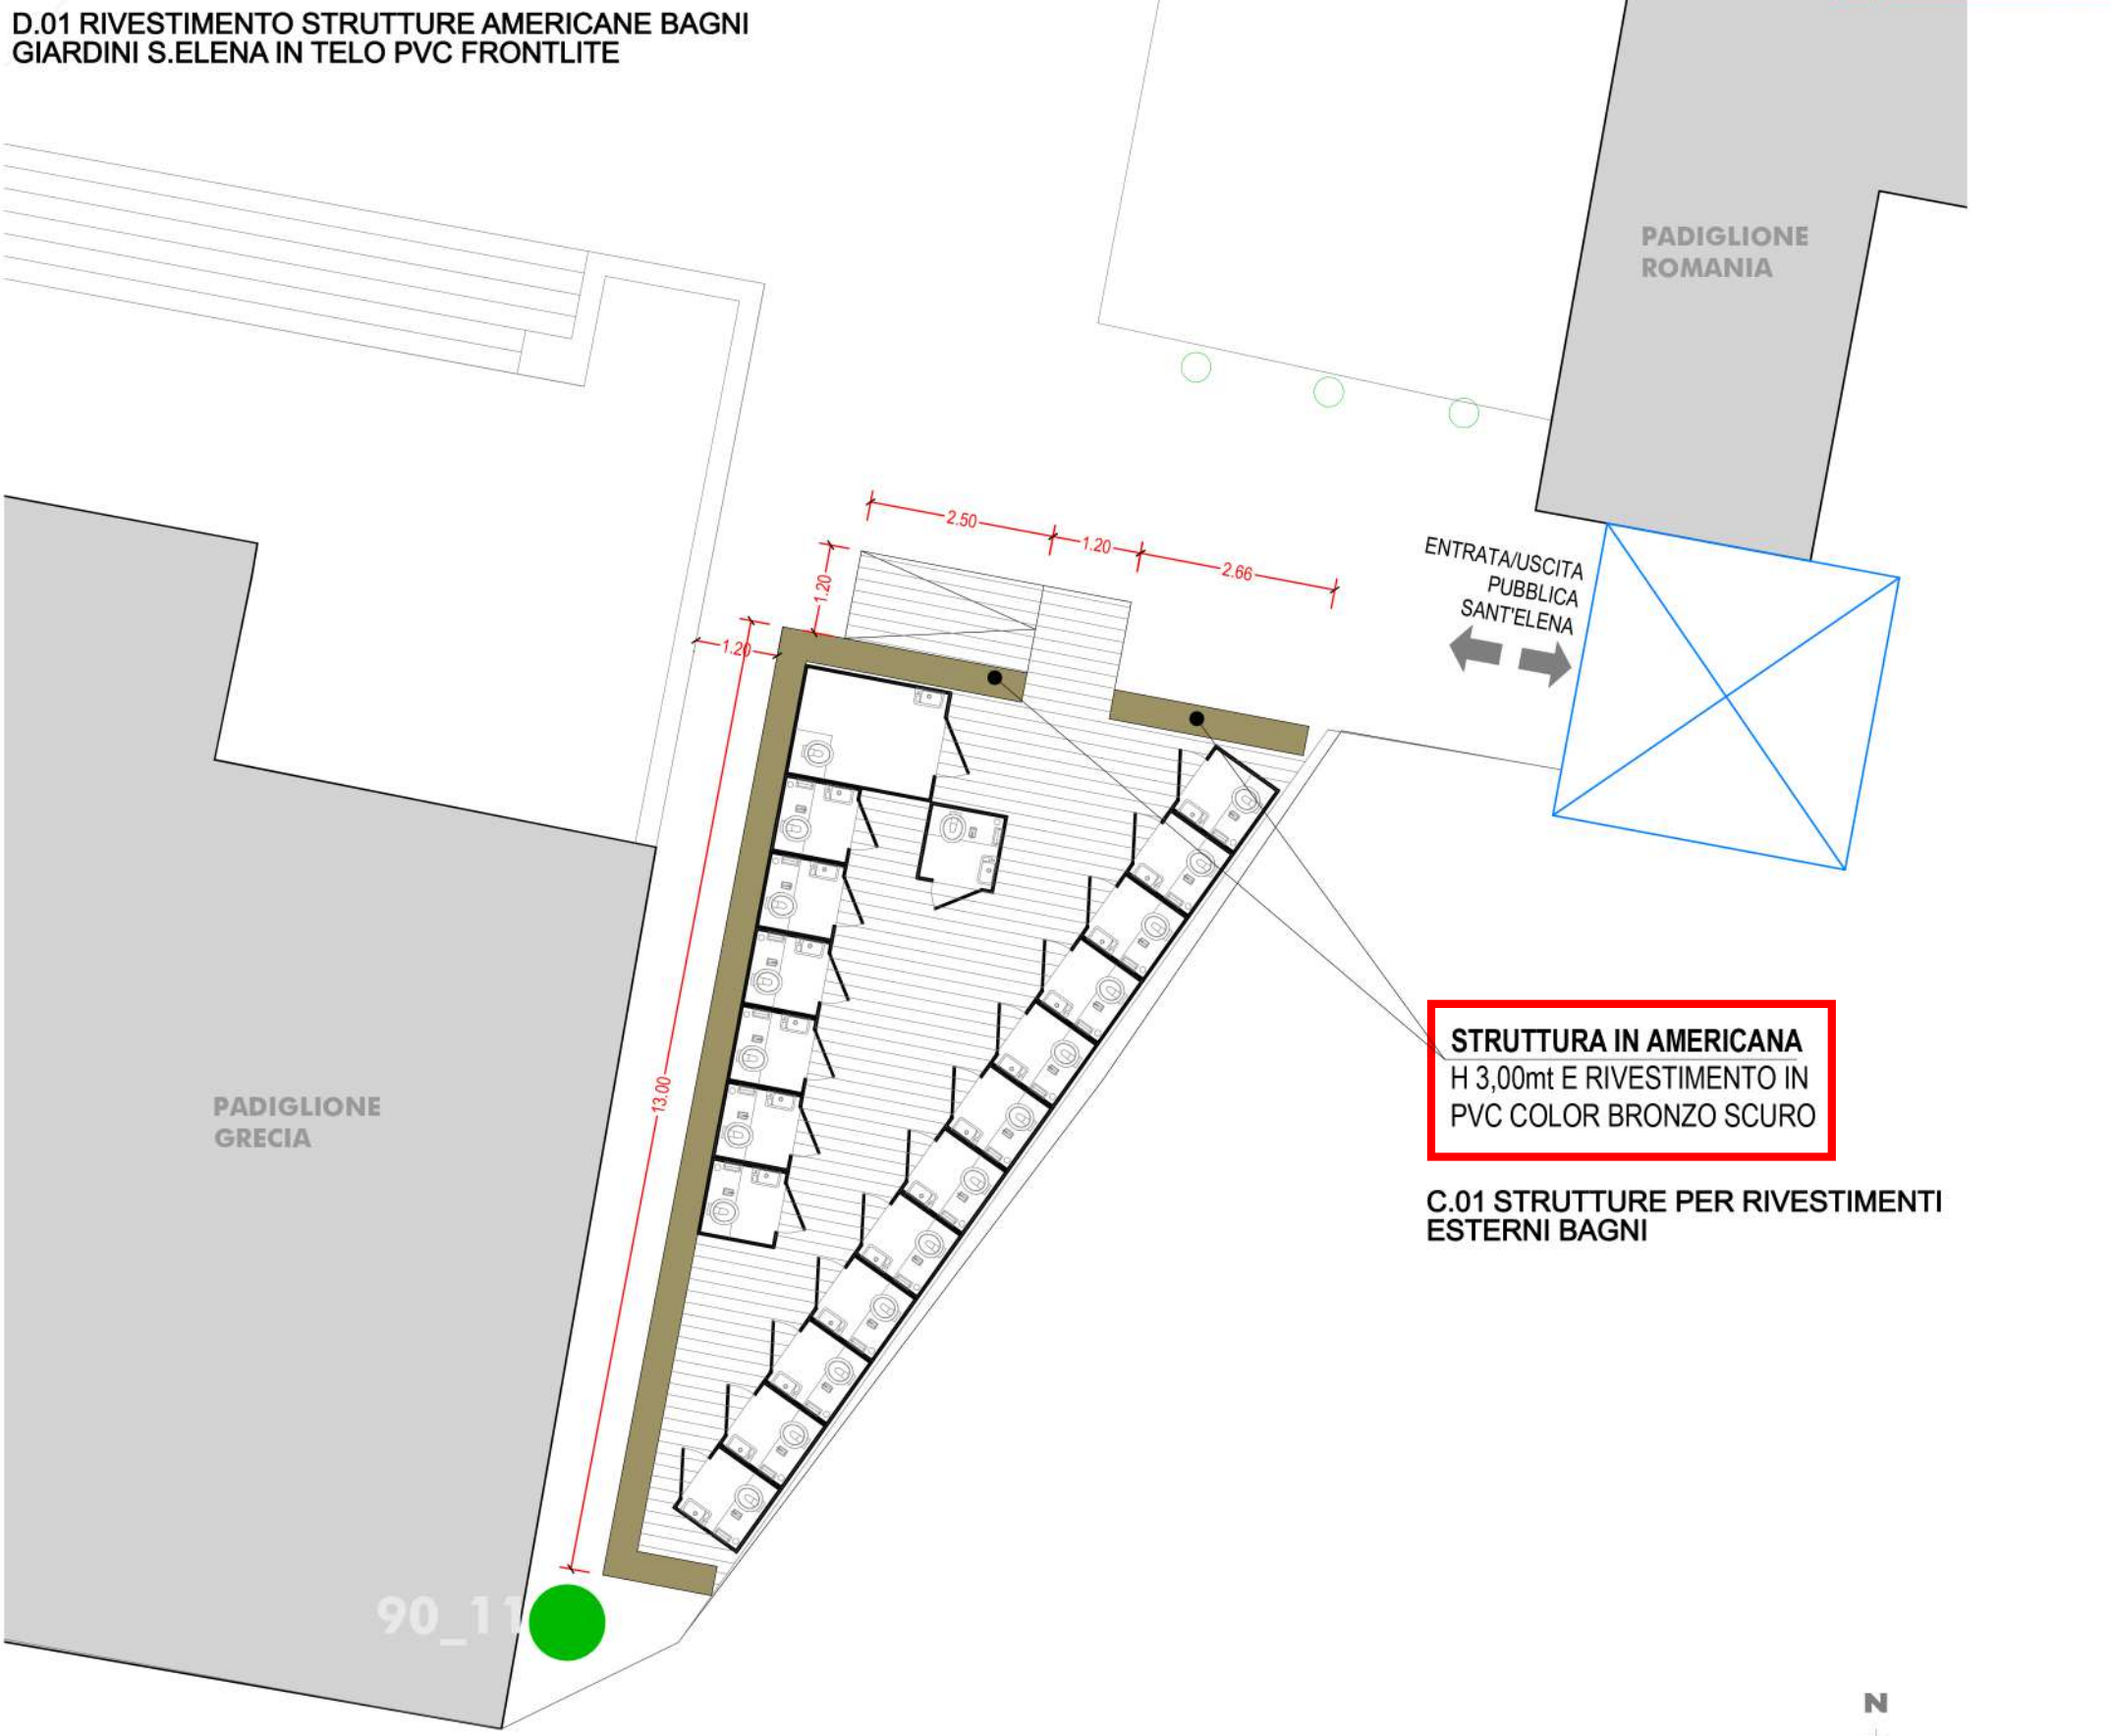 D.01 RIVESTIMENTO STRUTTURE AMERICANE BAGNI
GIARDINI S.ELENA IN TELO PVC FRONTLITE
PADIGLIONE
ROMANIA
2.50
1.20
2.66
1.20
1.20
ENTRATA/USCITA
PUBBLICA
SANT'ELENA
13.00
PADIGLIONE
GRECIA
STRUTTURA IN AMERICANA
H 3,00mt E RIVESTIMENTO IN
PVC COLOR BRONZO SCURO
C.01 STRUTTURE PER RIVESTIMENTI
ESTERNI BAGNI
90_11
N